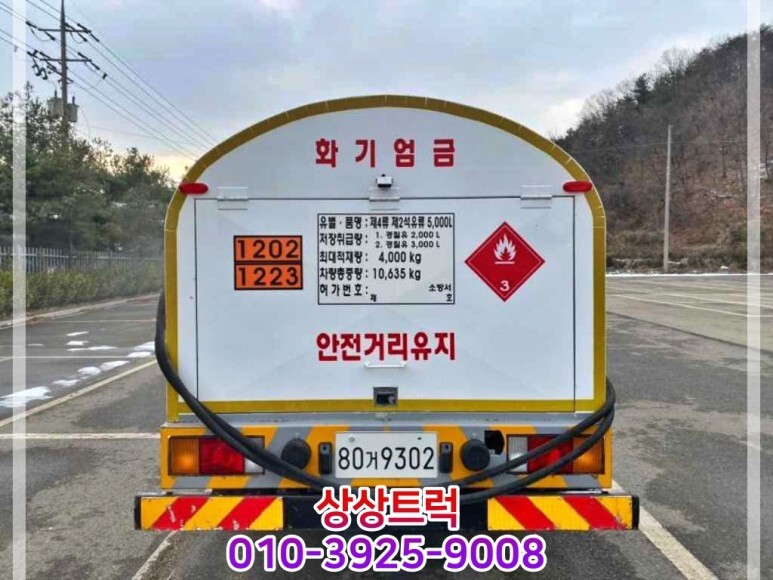 화기엄금
유별·품명 : 제4류 제2석유류 5,000L
저장취급량 : 1. 경질유 2,000 L
2. 경질유 3,000 L
최대적재량 : 4,000 kg
차량총중량 : 10,635 kg
허가번호 : 제 소방서 호
1202
1223
3
안전거리유지
80거9302
상상트럭
010-3925-9008